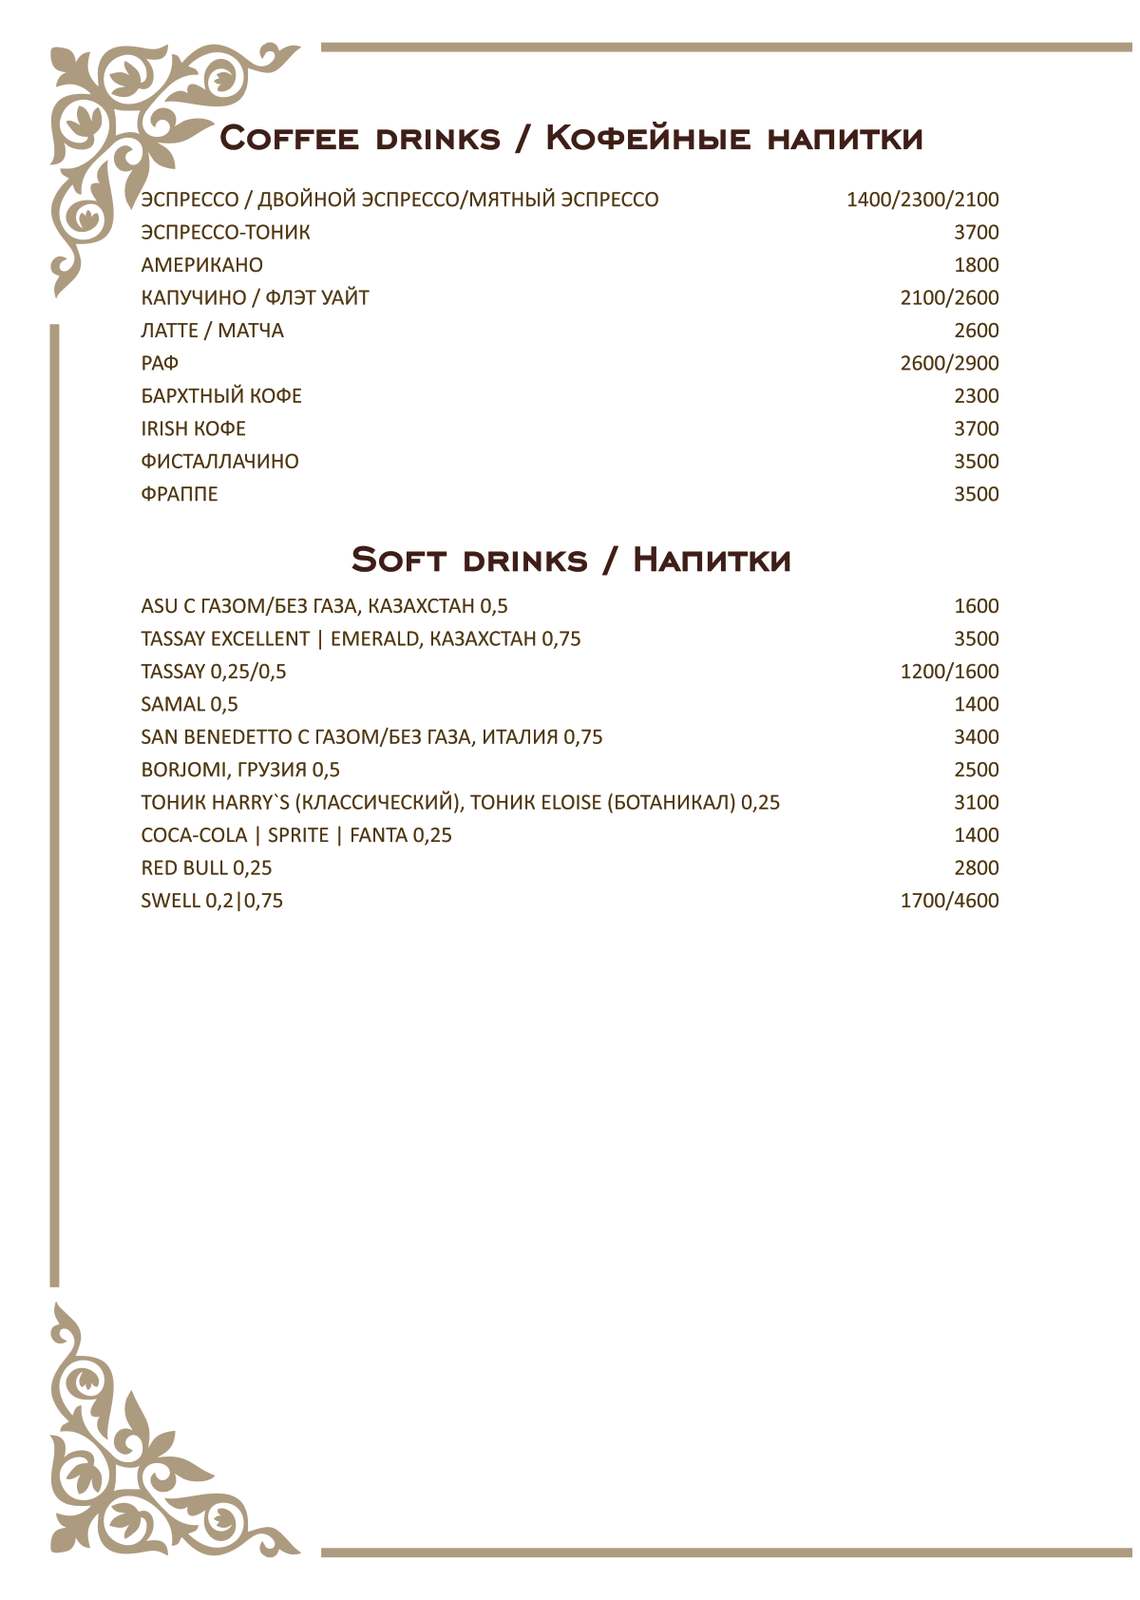 Coffee drinks / Кофейные напитки
ЭСПРЕССО / ДВОЙНОЙ ЭСПРЕССО/МЯТНЫЙ ЭСПРЕССО 1400/2300/2100
ЭСПРЕССО-ТОНИК 3700
АМЕРИКАНО 1800
КАПУЧИНО / ФЛЭТ УАЙТ 2100/2600
ЛАТТЕ / МАТЧА 2600
РАФ 2600/2900
БАРХТНЫЙ КОФЕ 2300
IRISH КОФЕ 3700
ФИСТАЛЛАЧИНО 3500
ФРАППЕ 3500
Soft drinks / Напитки
ASU С ГАЗОМ/БЕЗ ГАЗА, КАЗАХСТАН 0,5 1600
TASSAY EXCELLENT | EMERALD, КАЗАХСТАН 0,75 3500
TASSAY 0,25/0,5 1200/1600
SAMAL 0,5 1400
SAN BENEDETTO С ГАЗОМ/БЕЗ ГАЗА, ИТАЛИЯ 0,75 3400
BORJOMI, ГРУЗИЯ 0,5 2500
ТОНИК HARRY`S (КЛАССИЧЕСКИЙ), ТОНИК ELOISE (БОТАНИКАЛ) 0,25 3100
COCA-COLA | SPRITE | FANTA 0,25 1400
RED BULL 0,25 2800
SWELL 0,2|0,75 1700/4600